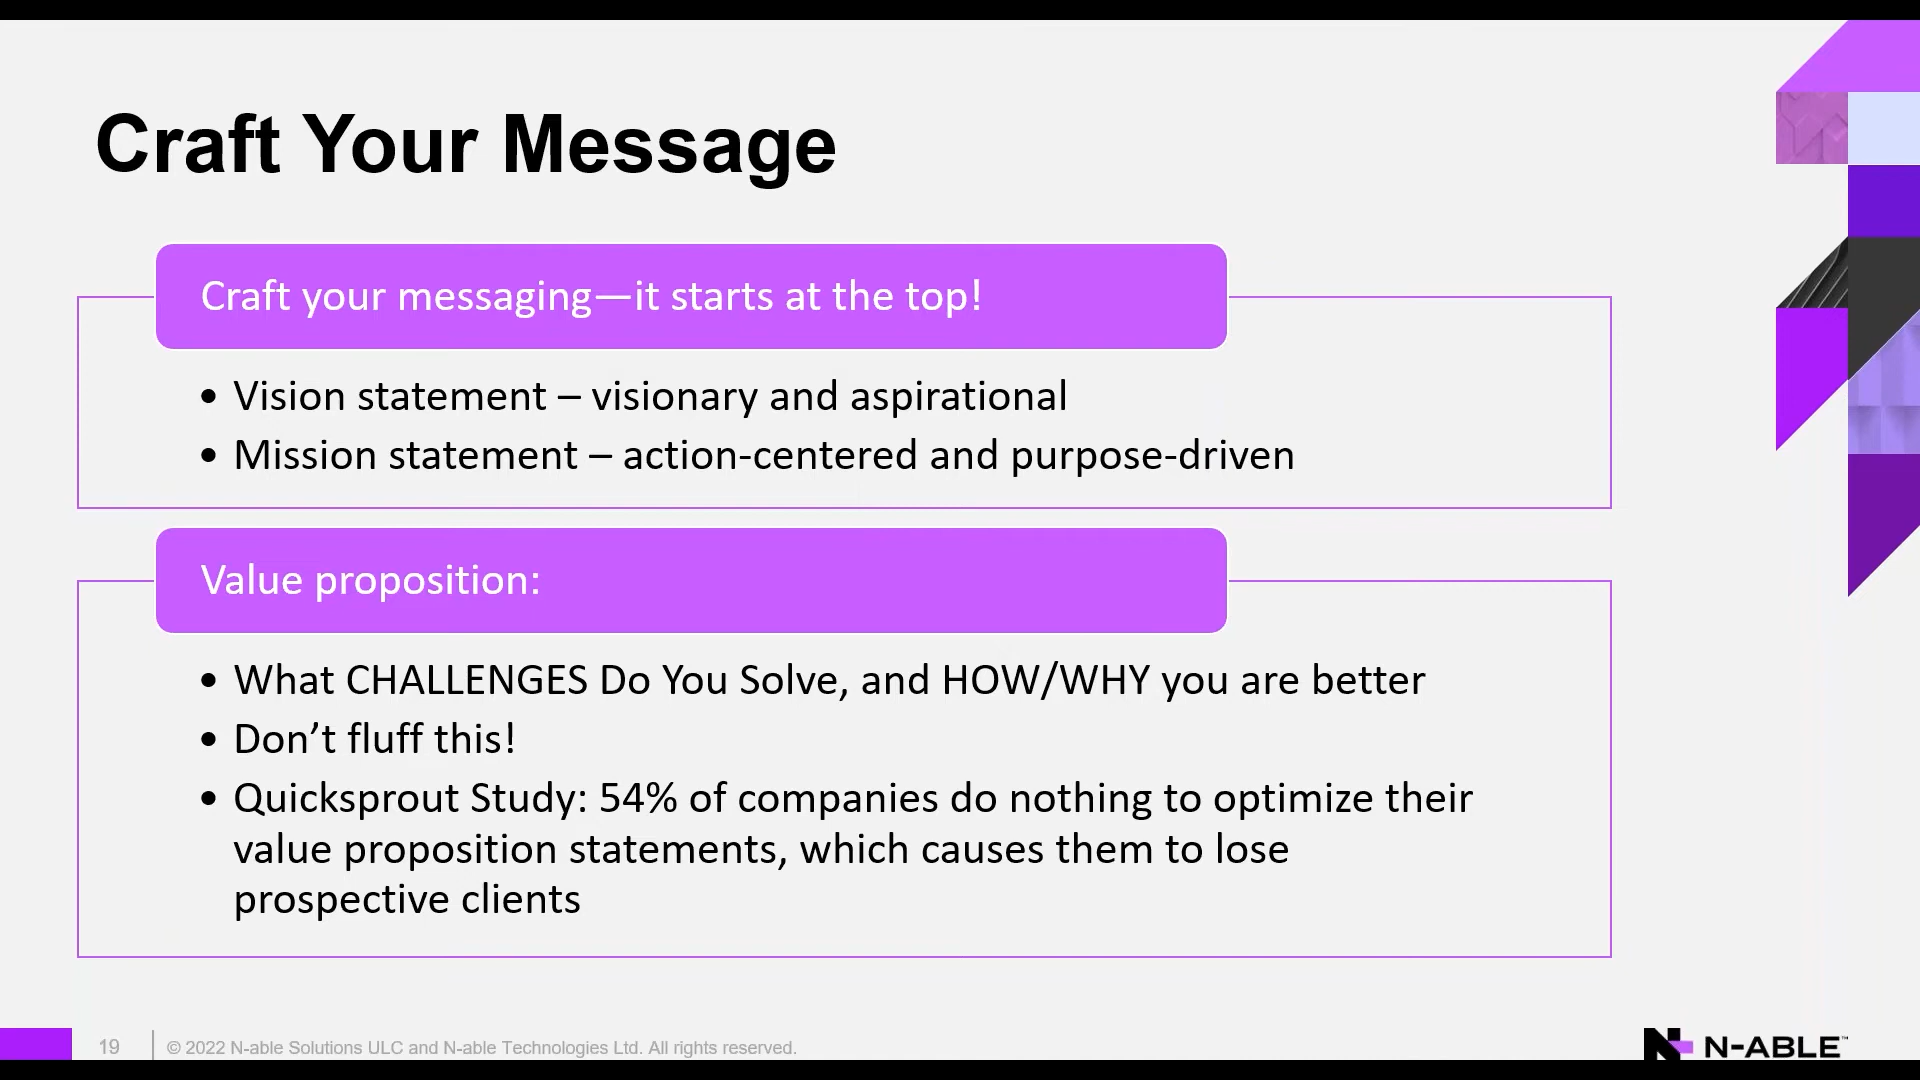 Craft Your Message
Craft your messaging—it starts at the top!
• Vision statement – visionary and aspirational
• Mission statement – action-centered and purpose-driven
Value proposition:
• What CHALLENGES Do You Solve, and HOW/WHY you are better
• Don’t fluff this!
• Quicksprout Study: 54% of companies do nothing to optimize their
value proposition statements, which causes them to lose
prospective clients
19
© 2022 N-able Solutions ULC and N-able Technologies Ltd. All rights reserved.
N-ABLE™